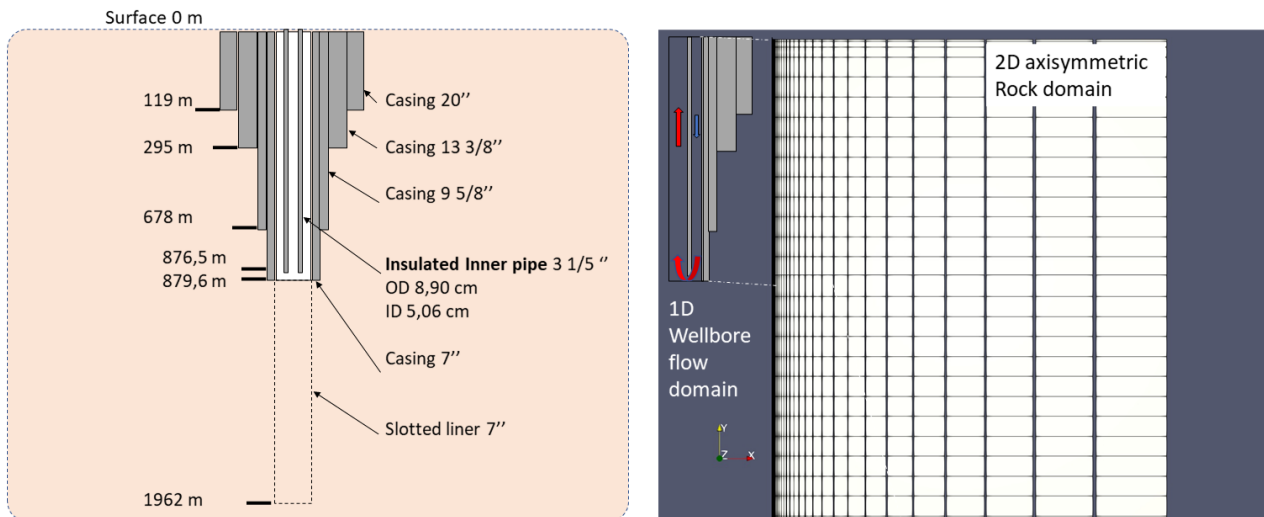 Surface 0 m
119 m
295 m
678 m
876,5 m
879,6 m
1962 m
Casing 20’’
Casing 13 3/8’’
Casing 9 5/8’’
Insulated Inner pipe 3 1/5 ‘’
OD 8,90 cm
ID 5,06 cm
Casing 7’’
Slotted liner 7’’
1D
Wellbore
flow
domain
2D axisymmetric
Rock domain
Y
Z
X